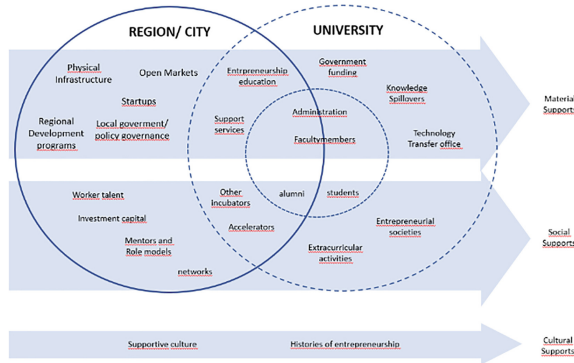 REGION/ CITY
UNIVERSITY
Physical
Infrastructure
Open Markets
Startups
Regional
Development
programs
Local goverment/
policy governance
Entrpreneurship
education
Support
services
Government
funding
Knowledge
Spillovers
Administration
Facultymembers
Technology
Transfer office
Material
Supports
Worker talent
Investment capital
Mentors and
Role models
networks
Other
incubators
Accelerators
alumni
students
Entrepreneurial
societies
Extracurricular
activities
Social
Supports
Supportive culture
Histories of entrepreneurship
Cultural
Supports